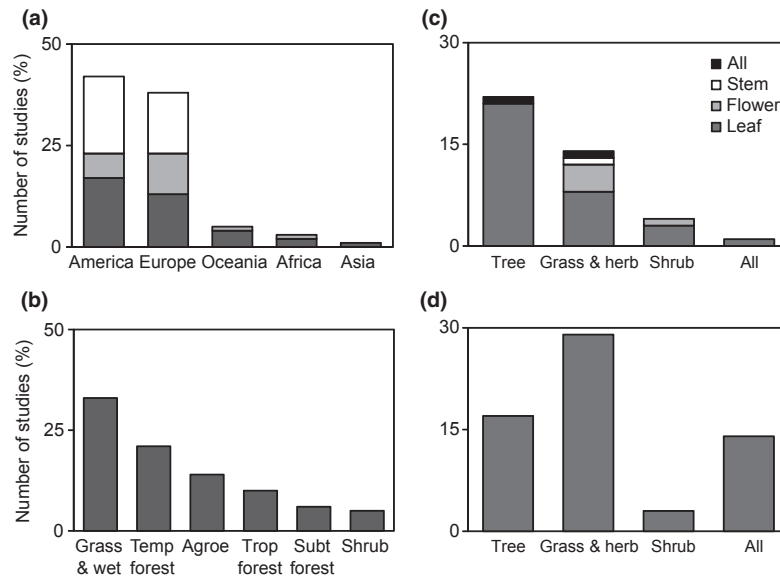 (a)
Number of studies (%)
50
25
0
America Europe Oceania Africa Asia
(c)
30
15
0
All
Stem
Flower
Leaf
Tree Grass & herb Shrub All
(b)
Number of studies (%)
50
25
0
Grass Temp Agroe Trop Subt Shrub
& wet forest forest forest
(d)
30
15
0
Tree Grass & herb Shrub All